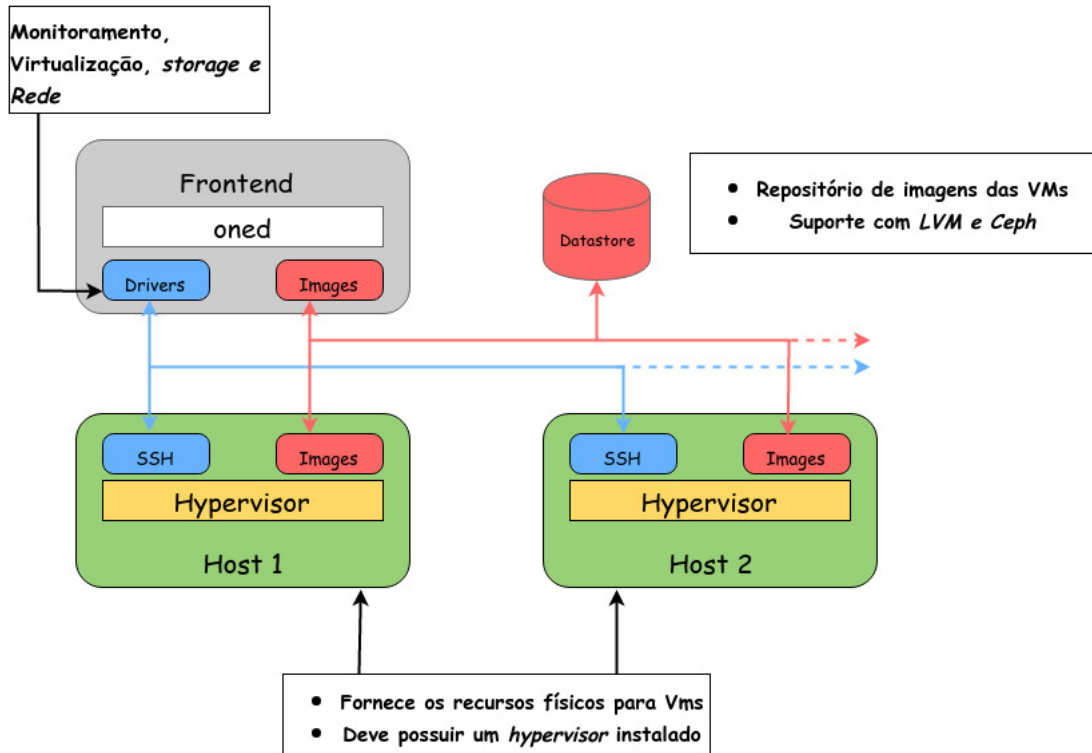 Monitoramento,
Virtualização, storage e
Rede
Frontend
oned
Drivers
Images
Datastore
• Repositório de imagens das VMs
• Suporte com LVM e Ceph
SSH
Images
Hypervisor
Host 1
SSH
Images
Hypervisor
Host 2
• Fornece os recursos físicos para Vms
• Deve possuir um hypervisor instalado